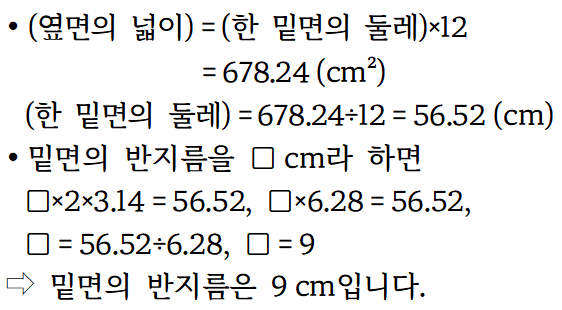 • (옆면의 넓이) = (한 밑면의 둘레)×12
= 678.24 (cm²)
(한 밑면의 둘레) = 678.24÷12 = 56.52 (cm)
• 밑면의 반지름을 □ cm라 하면
□×2×3.14 = 56.52, □×6.28 = 56.52,
□ = 56.52÷6.28, □ = 9
⇨ 밑면의 반지름은 9 cm입니다.